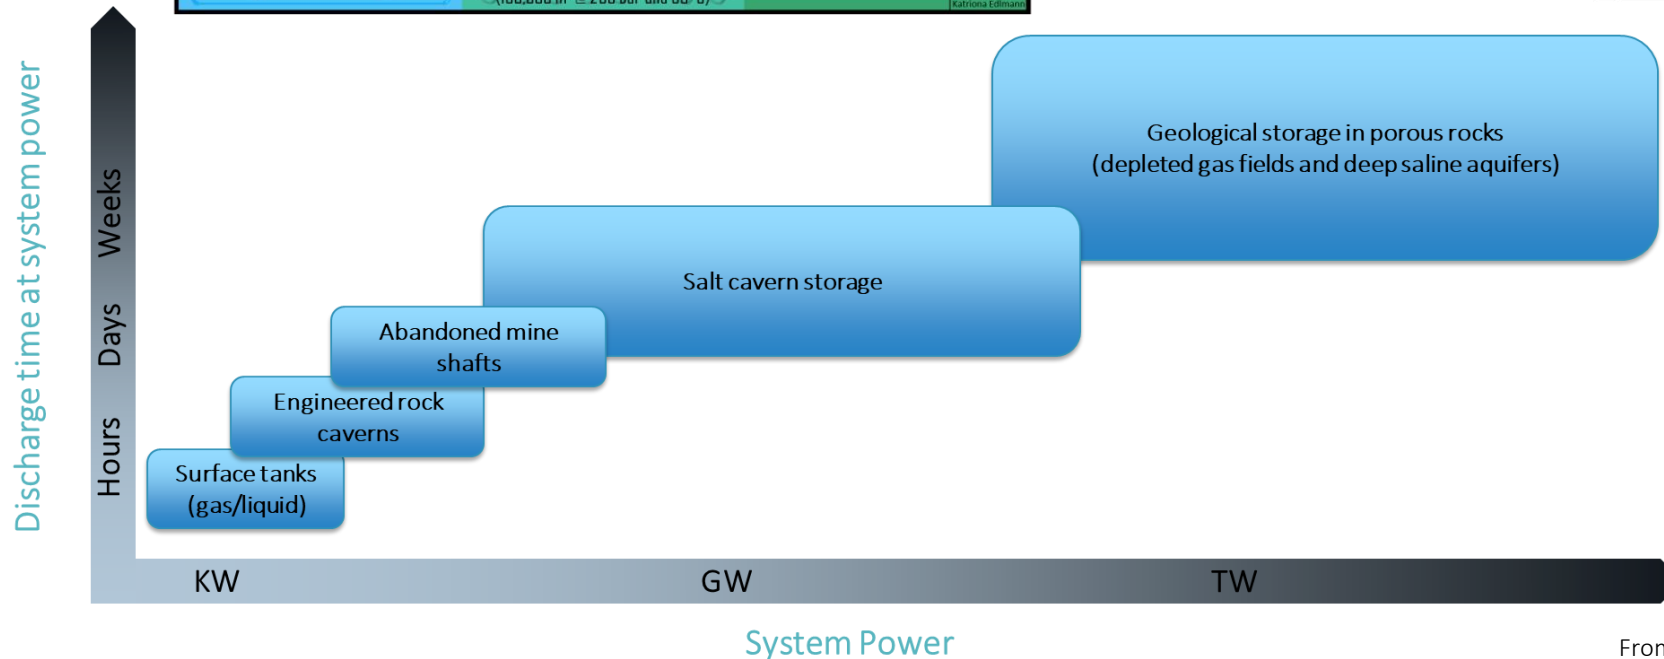 Katriona Edlmann
Discharge time at system power
Weeks
Days
Hours
Geological storage in porous rocks
(depleted gas fields and deep saline aquifers)
Salt cavern storage
Abandoned mine
shafts
Engineered rock
caverns
Surface tanks
(gas/liquid)
KW GW TW
System Power
From